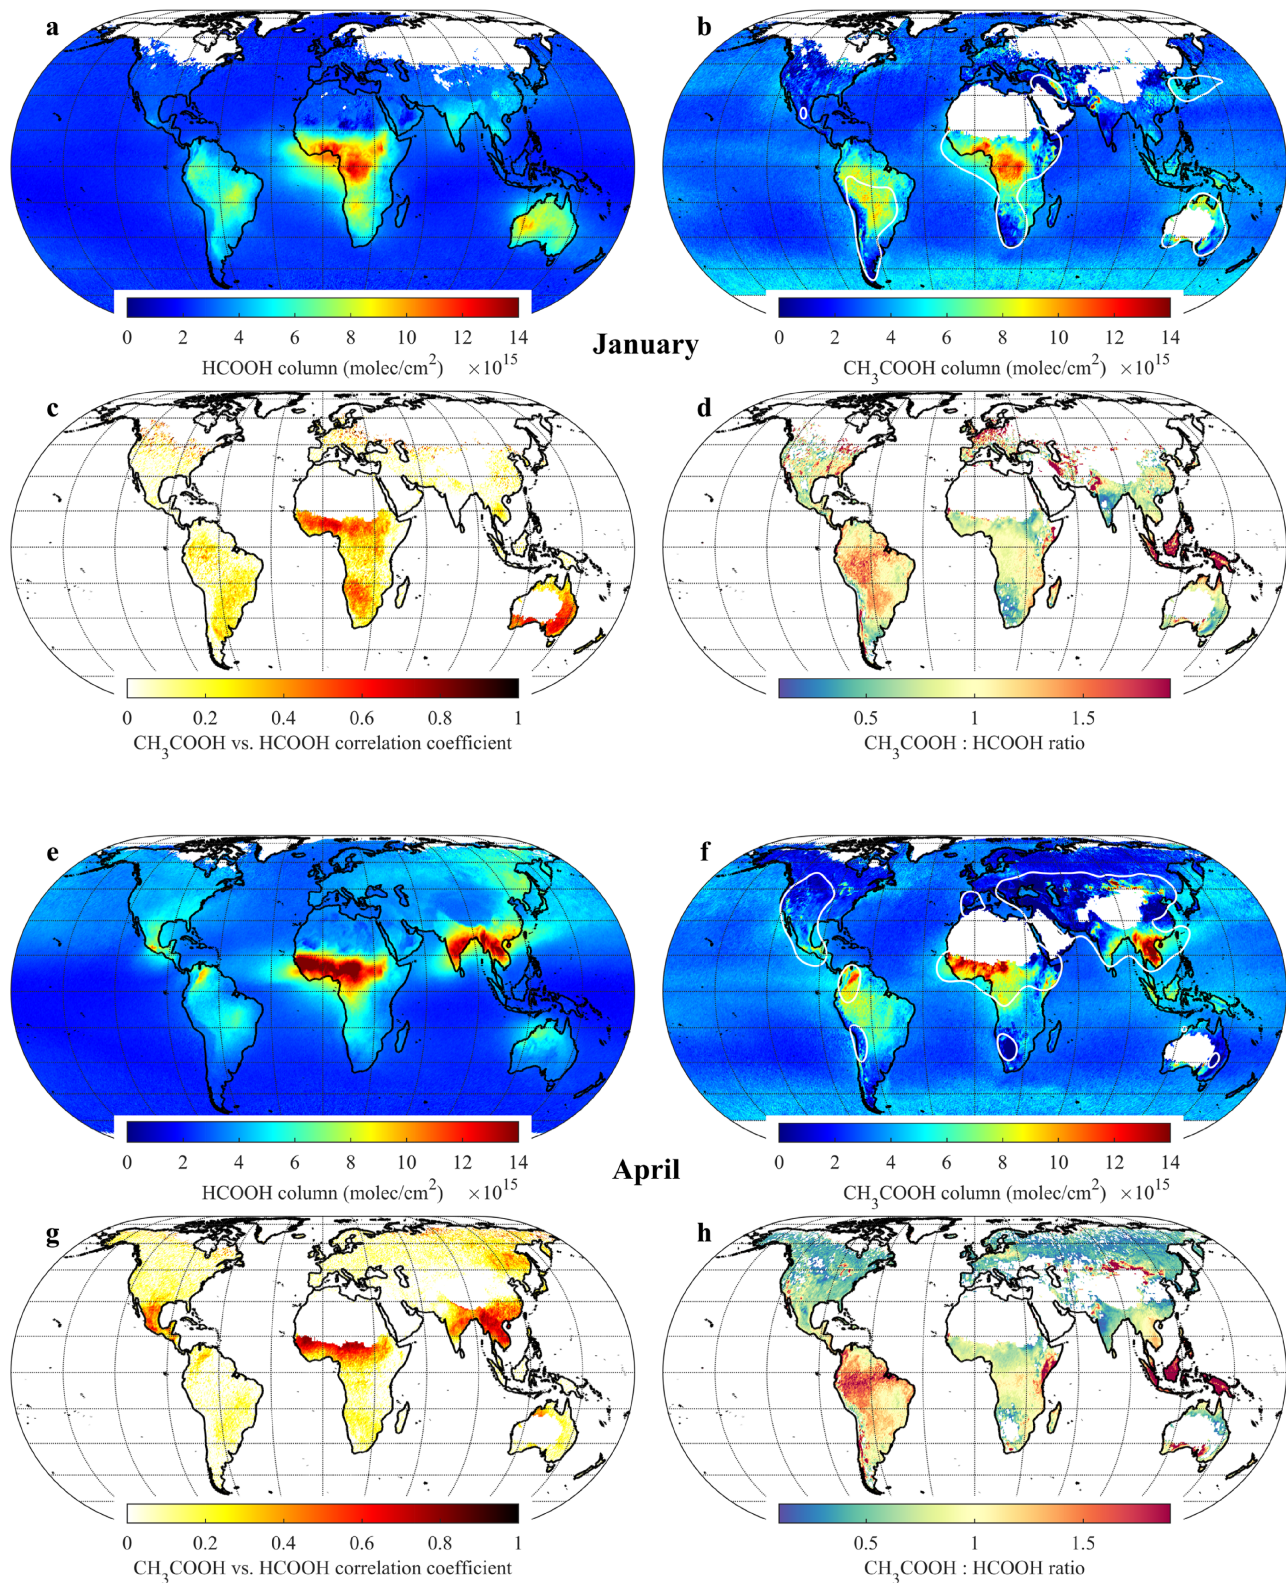 a
b
0 2 4 6 8 10 12 14
HCOOH column (molec/cm²) ×10¹⁵
0 2 4 6 8 10 12 14
CH₃COOH column (molec/cm²) ×10¹⁵
January
c
d
0 0.2 0.4 0.6 0.8 1
CH₃COOH vs. HCOOH correlation coefficient
0.5 1 1.5
CH₃COOH : HCOOH ratio
e
f
0 2 4 6 8 10 12 14
HCOOH column (molec/cm²) ×10¹⁵
0 2 4 6 8 10 12 14
CH₃COOH column (molec/cm²) ×10¹⁵
April
g
h
0 0.2 0.4 0.6 0.8 1
CH₃COOH vs. HCOOH correlation coefficient
0.5 1 1.5
CH₃COOH : HCOOH ratio